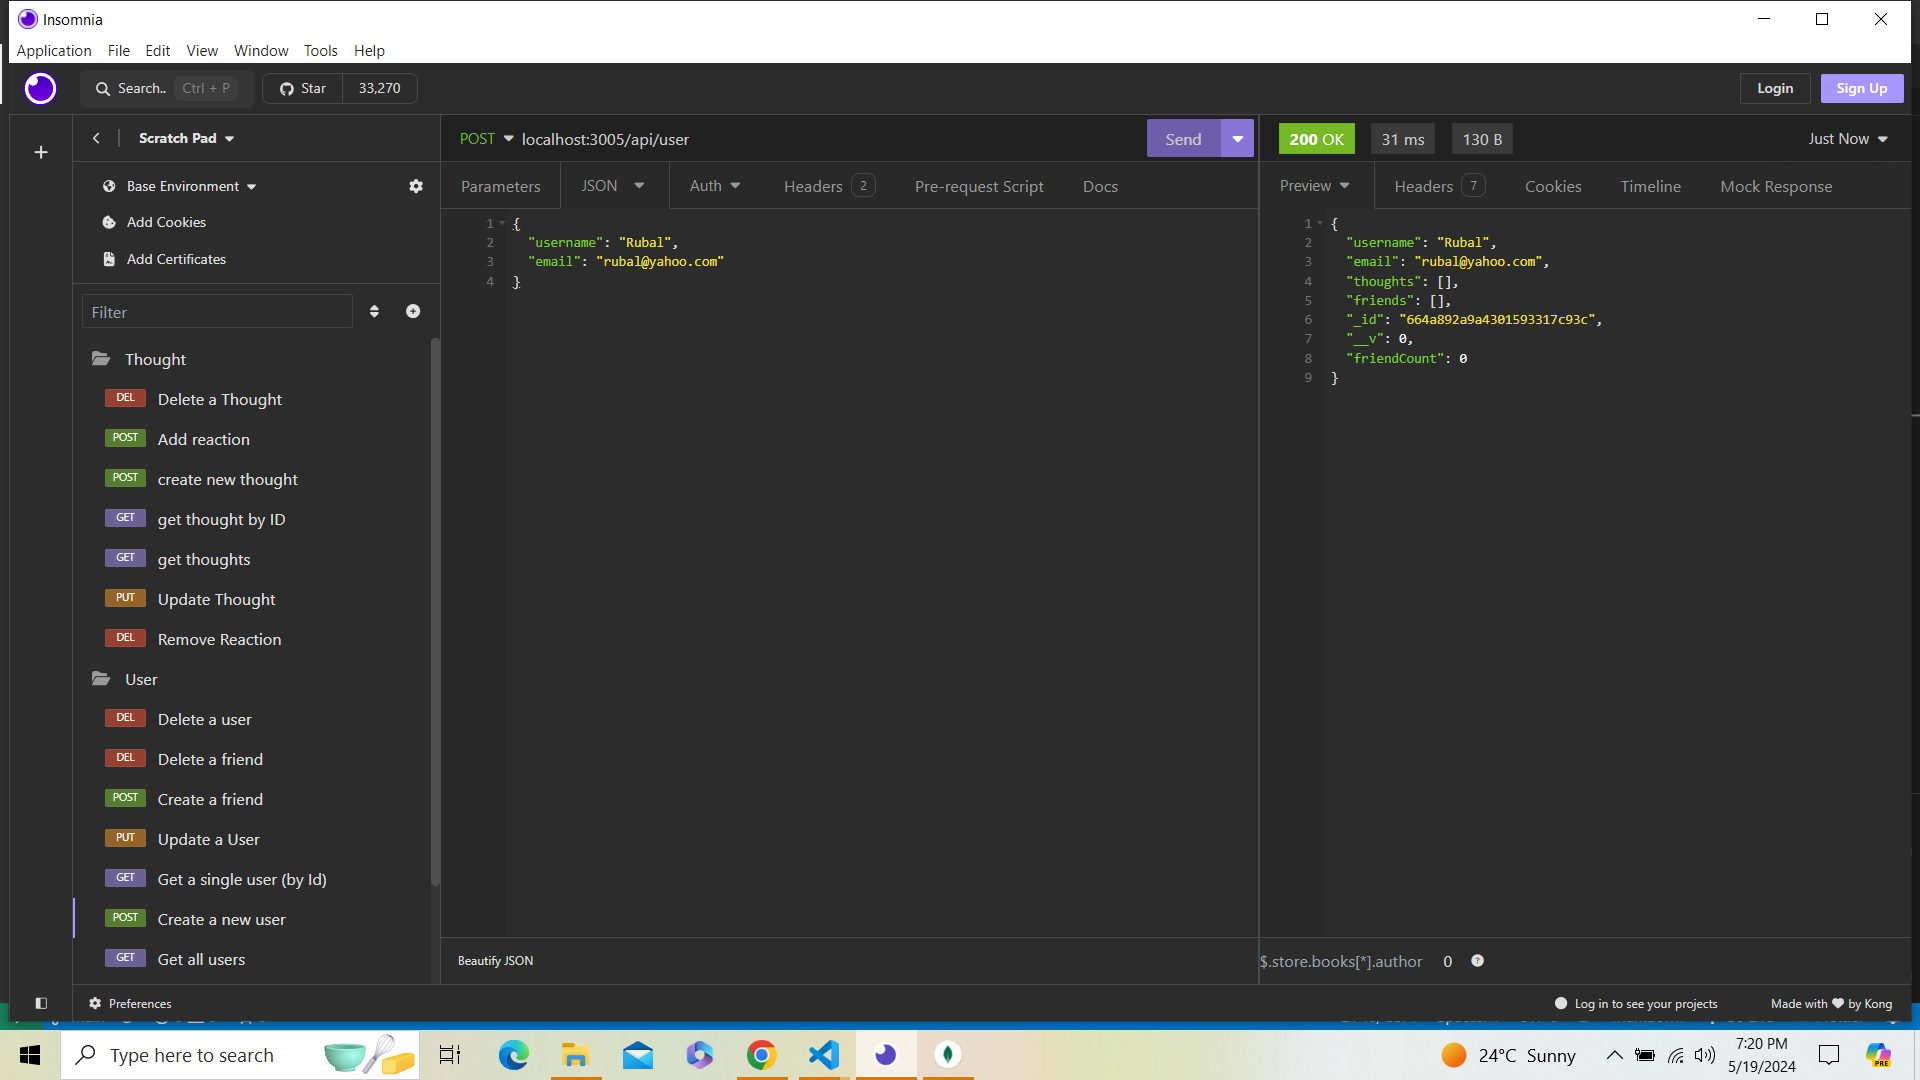 Insomnia
Application File Edit View Window Tools Help
Search.. Ctrl + P Star 33,270 Login Sign Up
Scratch Pad
Base Environment
Add Cookies
Add Certificates
Filter
Thought
DEL Delete a Thought
POST Add reaction
POST create new thought
GET get thought by ID
GET get thoughts
PUT Update Thought
DEL Remove Reaction
User
DEL Delete a user
DEL Delete a friend
POST Create a friend
PUT Update a User
GET Get a single user (by Id)
POST Create a new user
GET Get all users
Preferences
POST localhost:3005/api/user Send
Parameters JSON Auth Headers 2 Pre-request Script Docs
1 {
2 "username": "Rubal",
3 "email": "rubal@yahoo.com"
4 }
Beautify JSON
200 OK 31 ms 130 B Just Now
Preview Headers 7 Cookies Timeline Mock Response
1 {
2 "username": "Rubal",
3 "email": "rubal@yahoo.com",
4 "thoughts": [],
5 "friends": [],
6 "_id": "664a892a9a4301593317c93c",
7 "__v": 0,
8 "friendCount": 0
9 }
$.store.books[*].author 0
Log in to see your projects Made with ❤ by Kong
Type here to search
24°C Sunny
7:20 PM
5/19/2024
PRE